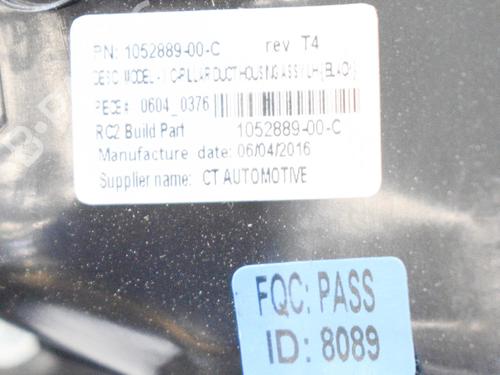 PN: 1052889-00-C rev T4
DESC: MODEL C-PILLAR DUCT HOUSING ASSY LH (BLACK)
PECE#: 0604_0376
RC2 Build Part 1052889-00-C
Manufacture date: 06/04/2016
Supplier name: CT AUTOMOTIVE
FQC: PASS
ID: 8089